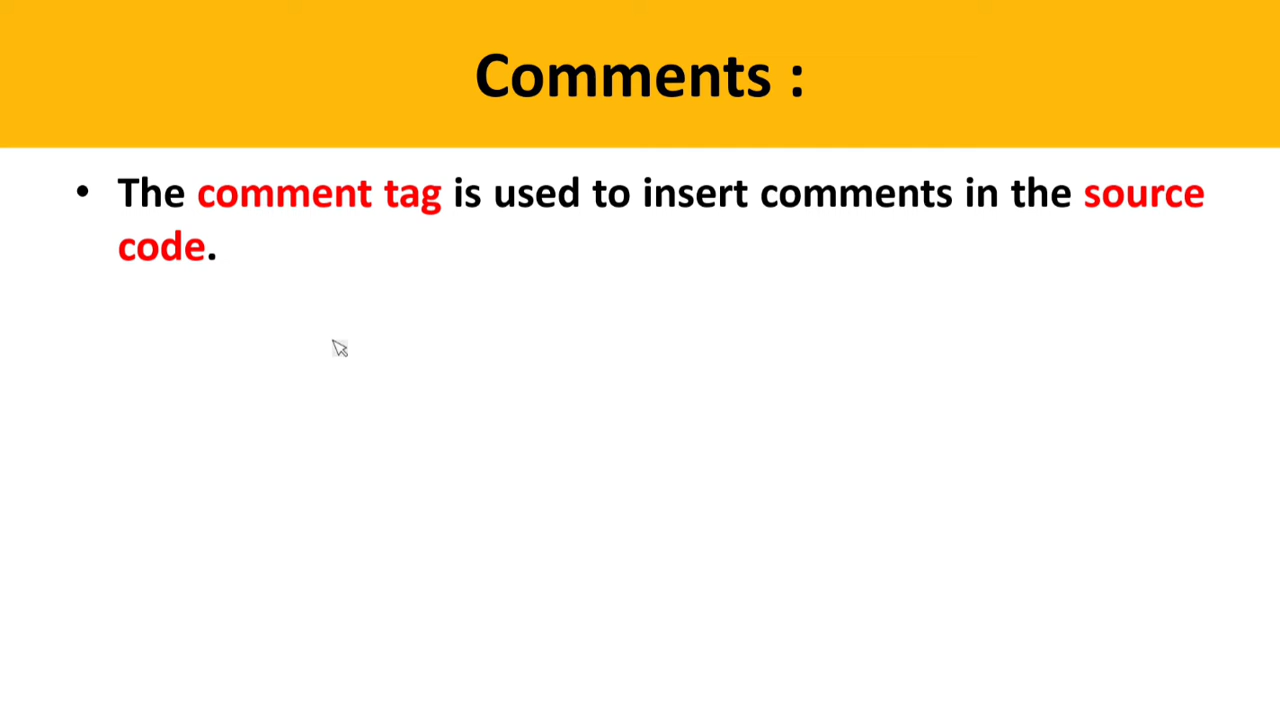 Comments :
• The comment tag is used to insert comments in the source
code.